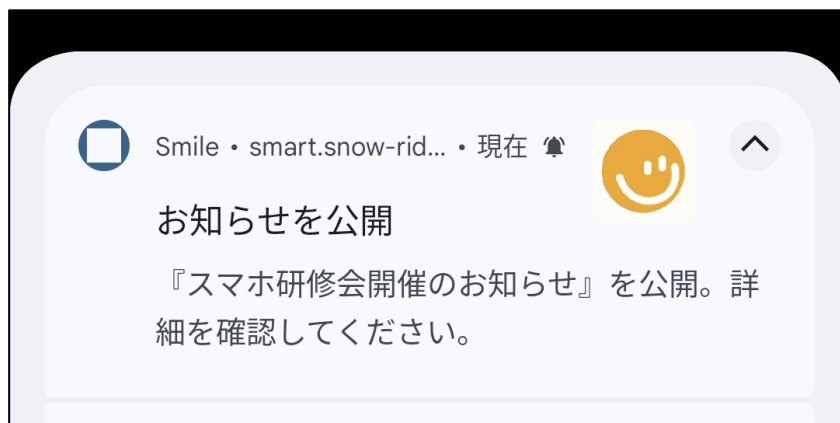 Smile • smart.snow-rid... • 現在
お知らせを公開
『スマホ研修会開催のお知らせ』を公開。詳
細を確認してください。